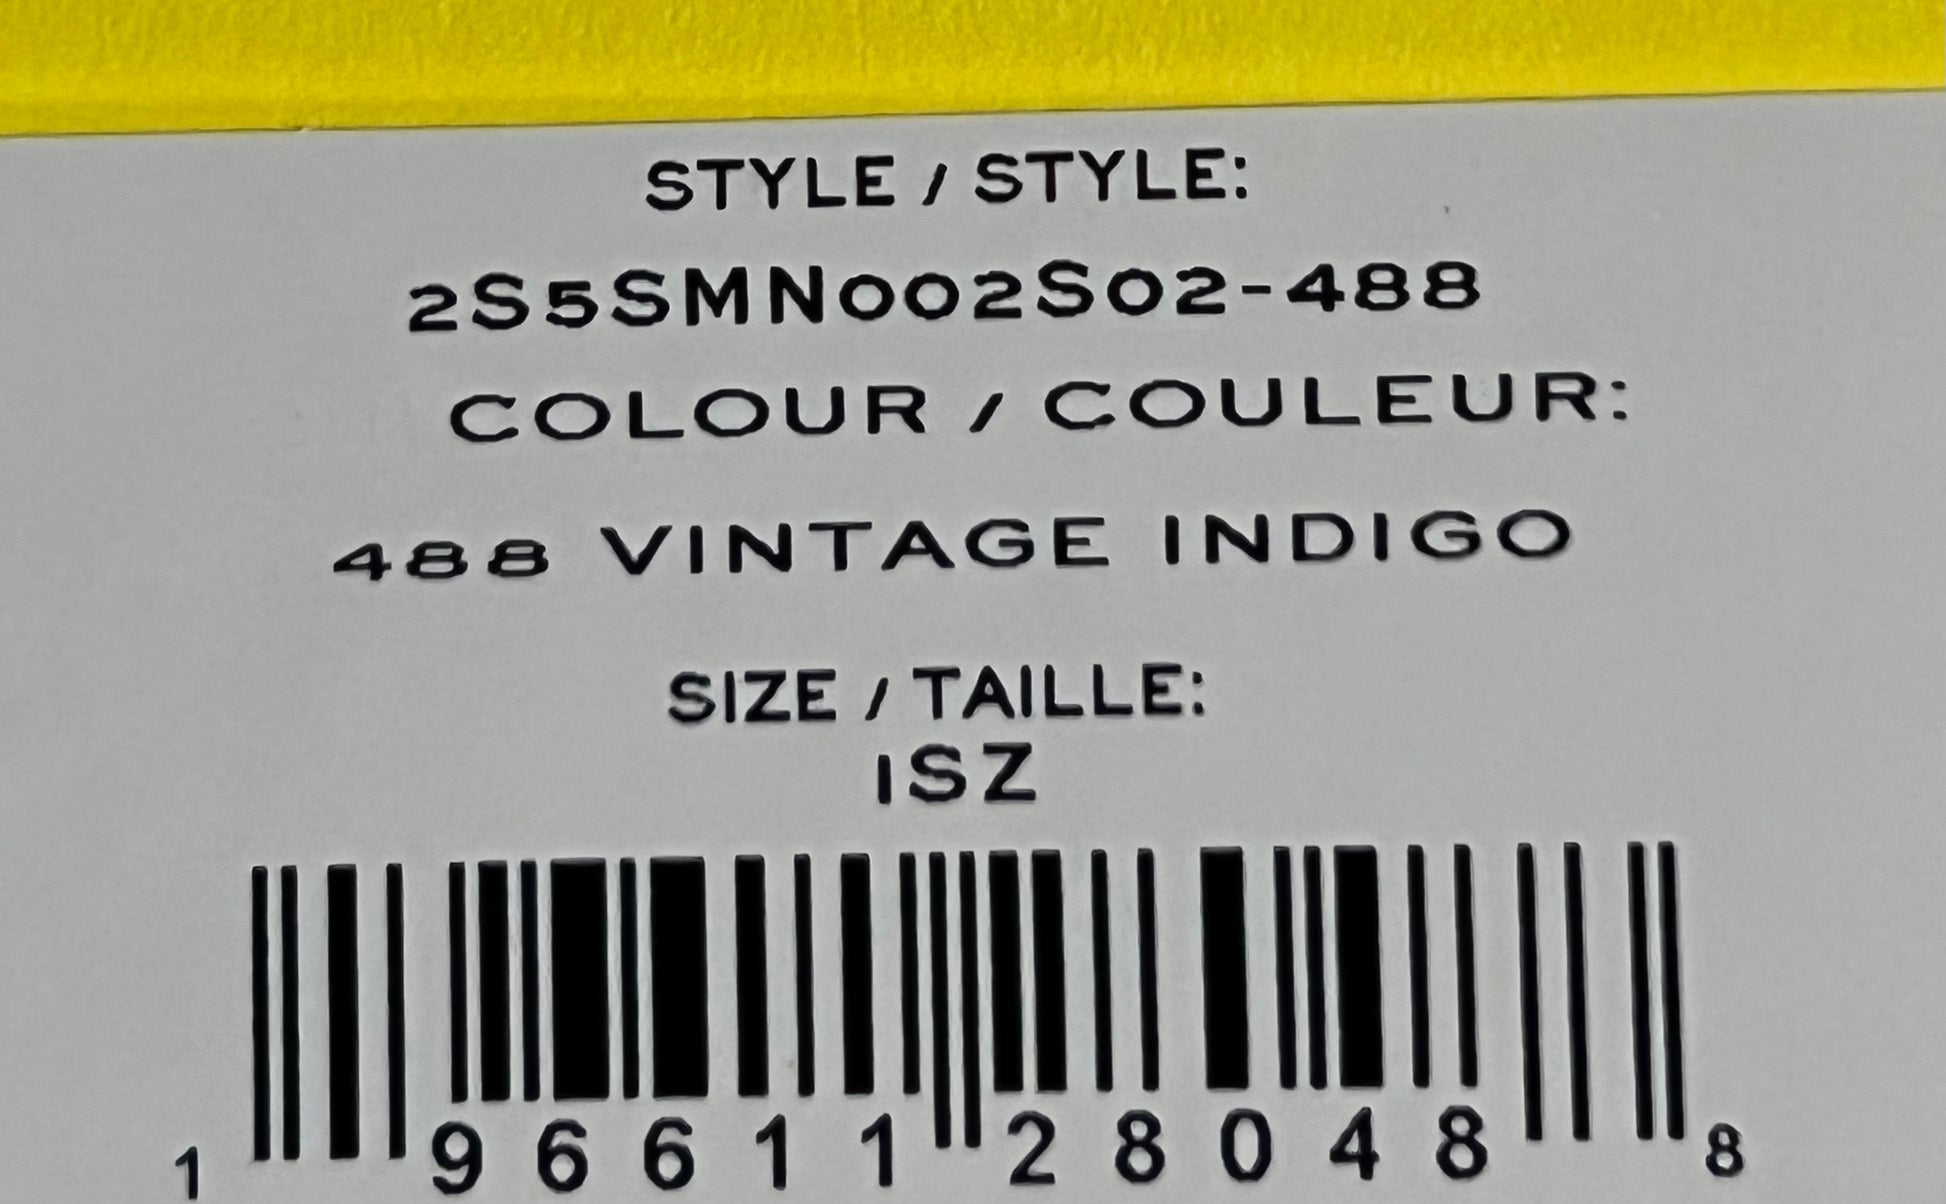 STYLE / STYLE:
2S5SMN002S02-488
COLOUR / COULEUR:
488 VINTAGE INDIGO
SIZE / TAILLE:
1SZ
1 96611 28048 8